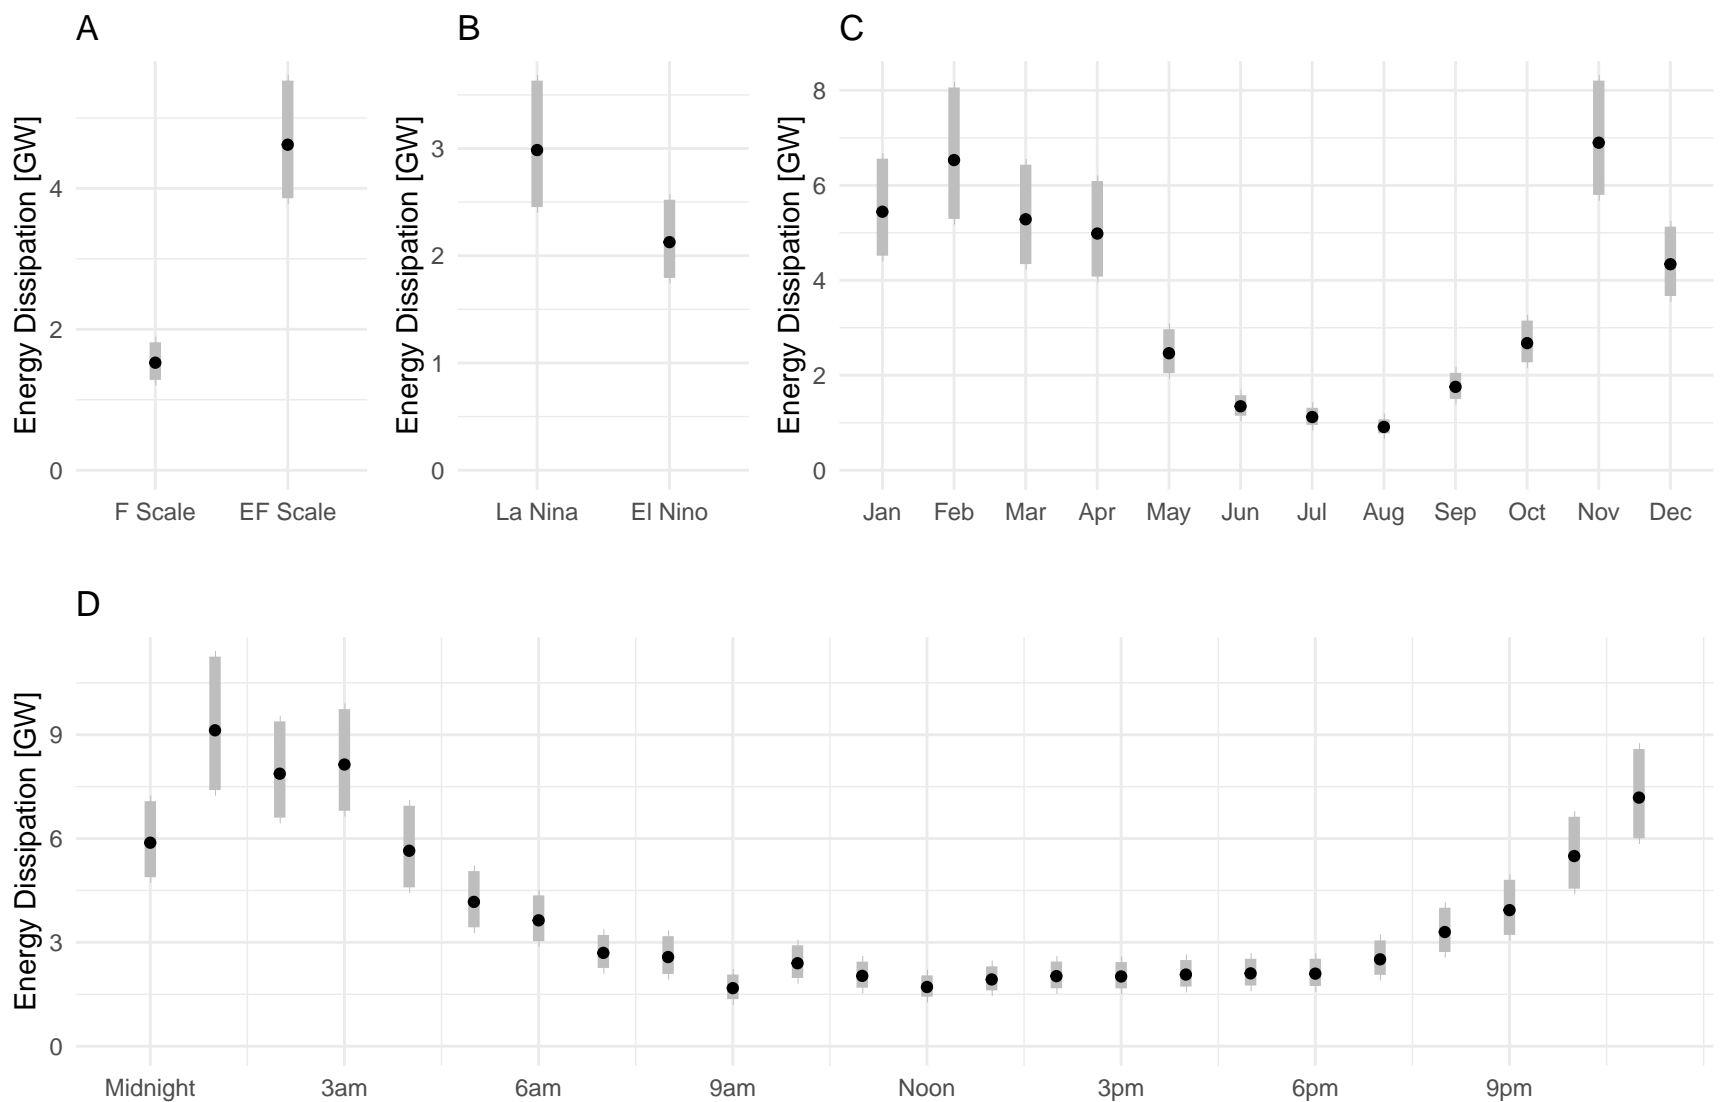 A
Energy Dissipation [GW]
4
2
0
F Scale EF Scale
B
Energy Dissipation [GW]
3
2
1
0
La Nina El Nino
C
Energy Dissipation [GW]
8
6
4
2
0
Jan Feb Mar Apr May Jun Jul Aug Sep Oct Nov Dec
D
Energy Dissipation [GW]
9
6
3
0
Midnight 3am 6am 9am Noon 3pm 6pm 9pm